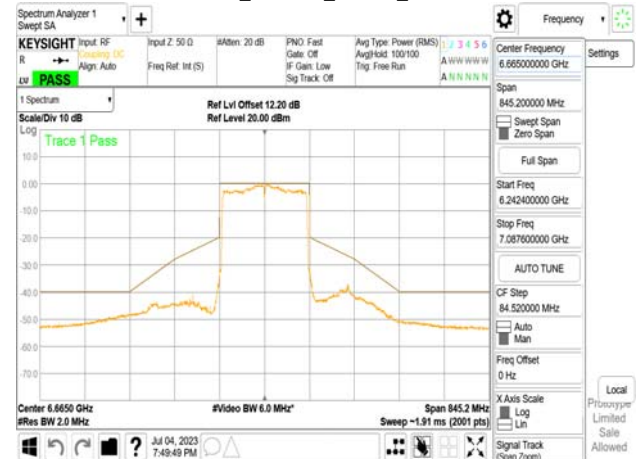 Spectrum Analyzer 1
Swept SA
+
Frequency
KEYSIGHT
Input: RF
Coupling: DC
Align: Auto
Input Z: 50 Ω
Freq Ref: Int (S)
#Atten: 20 dB
PNO: Fast
Gate: Off
IF Gain: Low
Sig Track: Off
Avg Type: Power (RMS)
Avg|Hold: 100/100
Trig: Free Run
1 2 3 4 5 6
A W W W W W
A N N N N N
R
LV
PASS
1 Spectrum
Scale/Div 10 dB
Ref Lvl Offset 12.20 dB
Ref Level 20.00 dBm
Log
Trace 1 Pass
10.0
0.00
-10.0
-20.0
-30.0
-40.0
-50.0
-60.0
-70.0
Center 6.6650 GHz
#Res BW 2.0 MHz
#Video BW 6.0 MHz*
Span 845.2 MHz
Sweep ~1.91 ms (2001 pts)
?
Jul 04, 2023
7:49:49 PM
Center Frequency
6.665000000 GHz
Settings
Span
845.200000 MHz
Swept Span
Zero Span
Full Span
Start Freq
6.242400000 GHz
Stop Freq
7.087600000 GHz
AUTO TUNE
CF Step
84.520000 MHz
Auto
Man
Freq Offset
0 Hz
X Axis Scale
Log
Lin
Signal Track
(Span Zoom)
Local
Prototype
Limited
Sale
Allowed